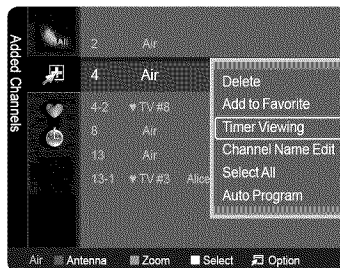 Added Channels
All
2 Air
4 Air
4-2 ♥ TV #8
8 Air
13 Air
13-1 ♥ TV #3 Alice
Delete
Add to Favorite
Timer Viewing
Channel Name Edit
Select All
Auto Program
Air Antenna Zoom Select Option